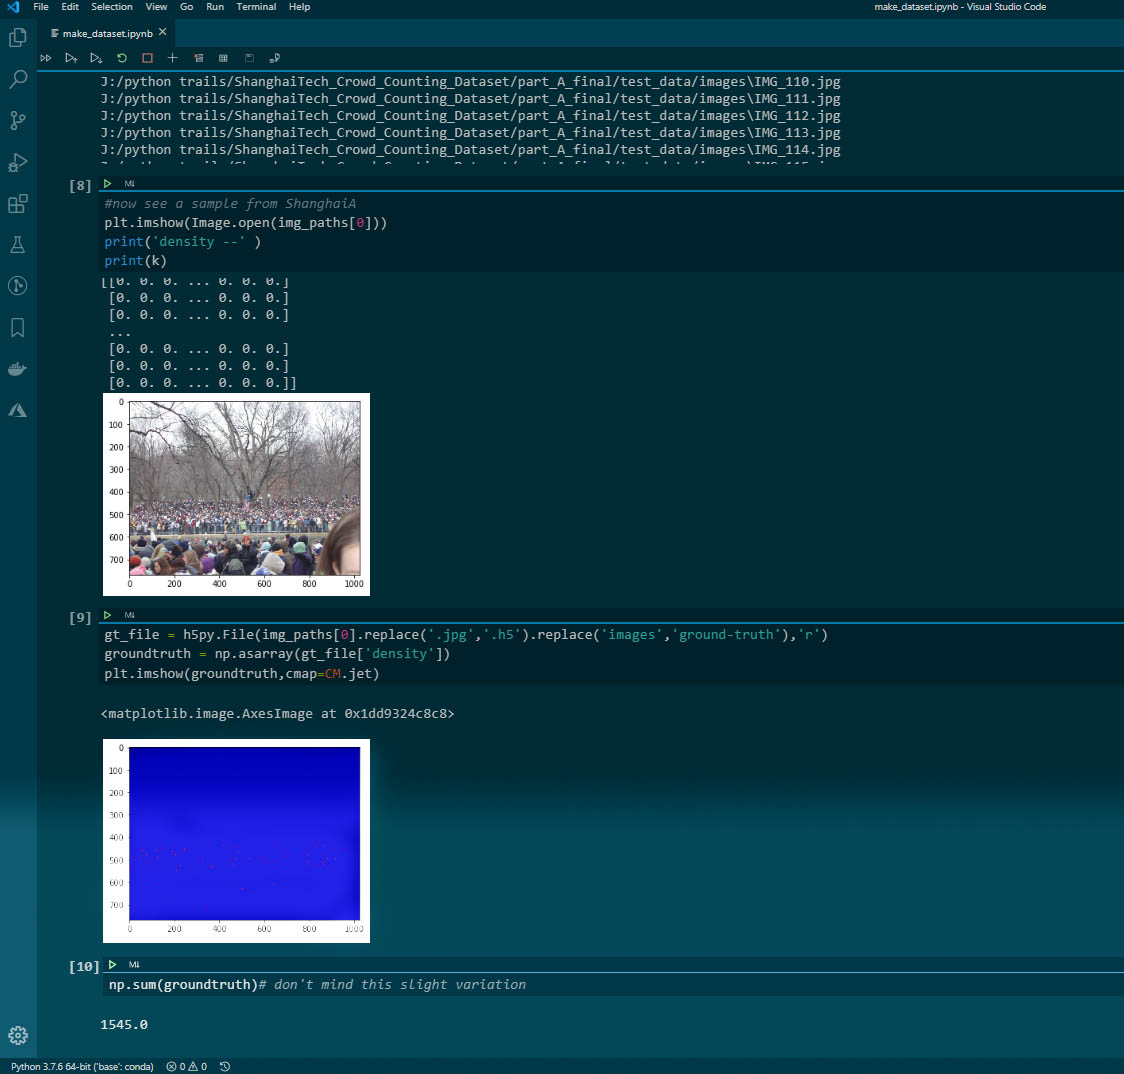 File Edit Selection View Go Run Terminal Help make_dataset.ipynb - Visual Studio Code
make_dataset.ipynb
J:/python trails/ShanghaiTech_Crowd_Counting_Dataset/part_A_final/test_data/images\IMG_110.jpg
J:/python trails/ShanghaiTech_Crowd_Counting_Dataset/part_A_final/test_data/images\IMG_111.jpg
J:/python trails/ShanghaiTech_Crowd_Counting_Dataset/part_A_final/test_data/images\IMG_112.jpg
J:/python trails/ShanghaiTech_Crowd_Counting_Dataset/part_A_final/test_data/images\IMG_113.jpg
J:/python trails/ShanghaiTech_Crowd_Counting_Dataset/part_A_final/test_data/images\IMG_114.jpg
J:/python trails/ShanghaiTech_Crowd_Counting_Dataset/part_A_final/test_data/images\IMG_115.jpg
[8] M↓
#now see a sample from ShanghaiA
plt.imshow(Image.open(img_paths[0]))
print('density --' )
print(k)
[[0. 0. 0. ... 0. 0. 0.]
[0. 0. 0. ... 0. 0. 0.]
[0. 0. 0. ... 0. 0. 0.]
...
[0. 0. 0. ... 0. 0. 0.]
[0. 0. 0. ... 0. 0. 0.]
[0. 0. 0. ... 0. 0. 0.]]
0
100
200
300
400
500
600
700
0 200 400 600 800 1000
[9] M↓
gt_file = h5py.File(img_paths[0].replace('.jpg','.h5').replace('images','ground-truth'),'r')
groundtruth = np.asarray(gt_file['density'])
plt.imshow(groundtruth,cmap=CM.jet)
<matplotlib.image.AxesImage at 0x1dd9324c8c8>
0
100
200
300
400
500
600
700
0 200 400 600 800 1000
[10] M↓
np.sum(groundtruth)# don't mind this slight variation
1545.0
Python 3.7.6 64-bit ('base': conda) 0 0